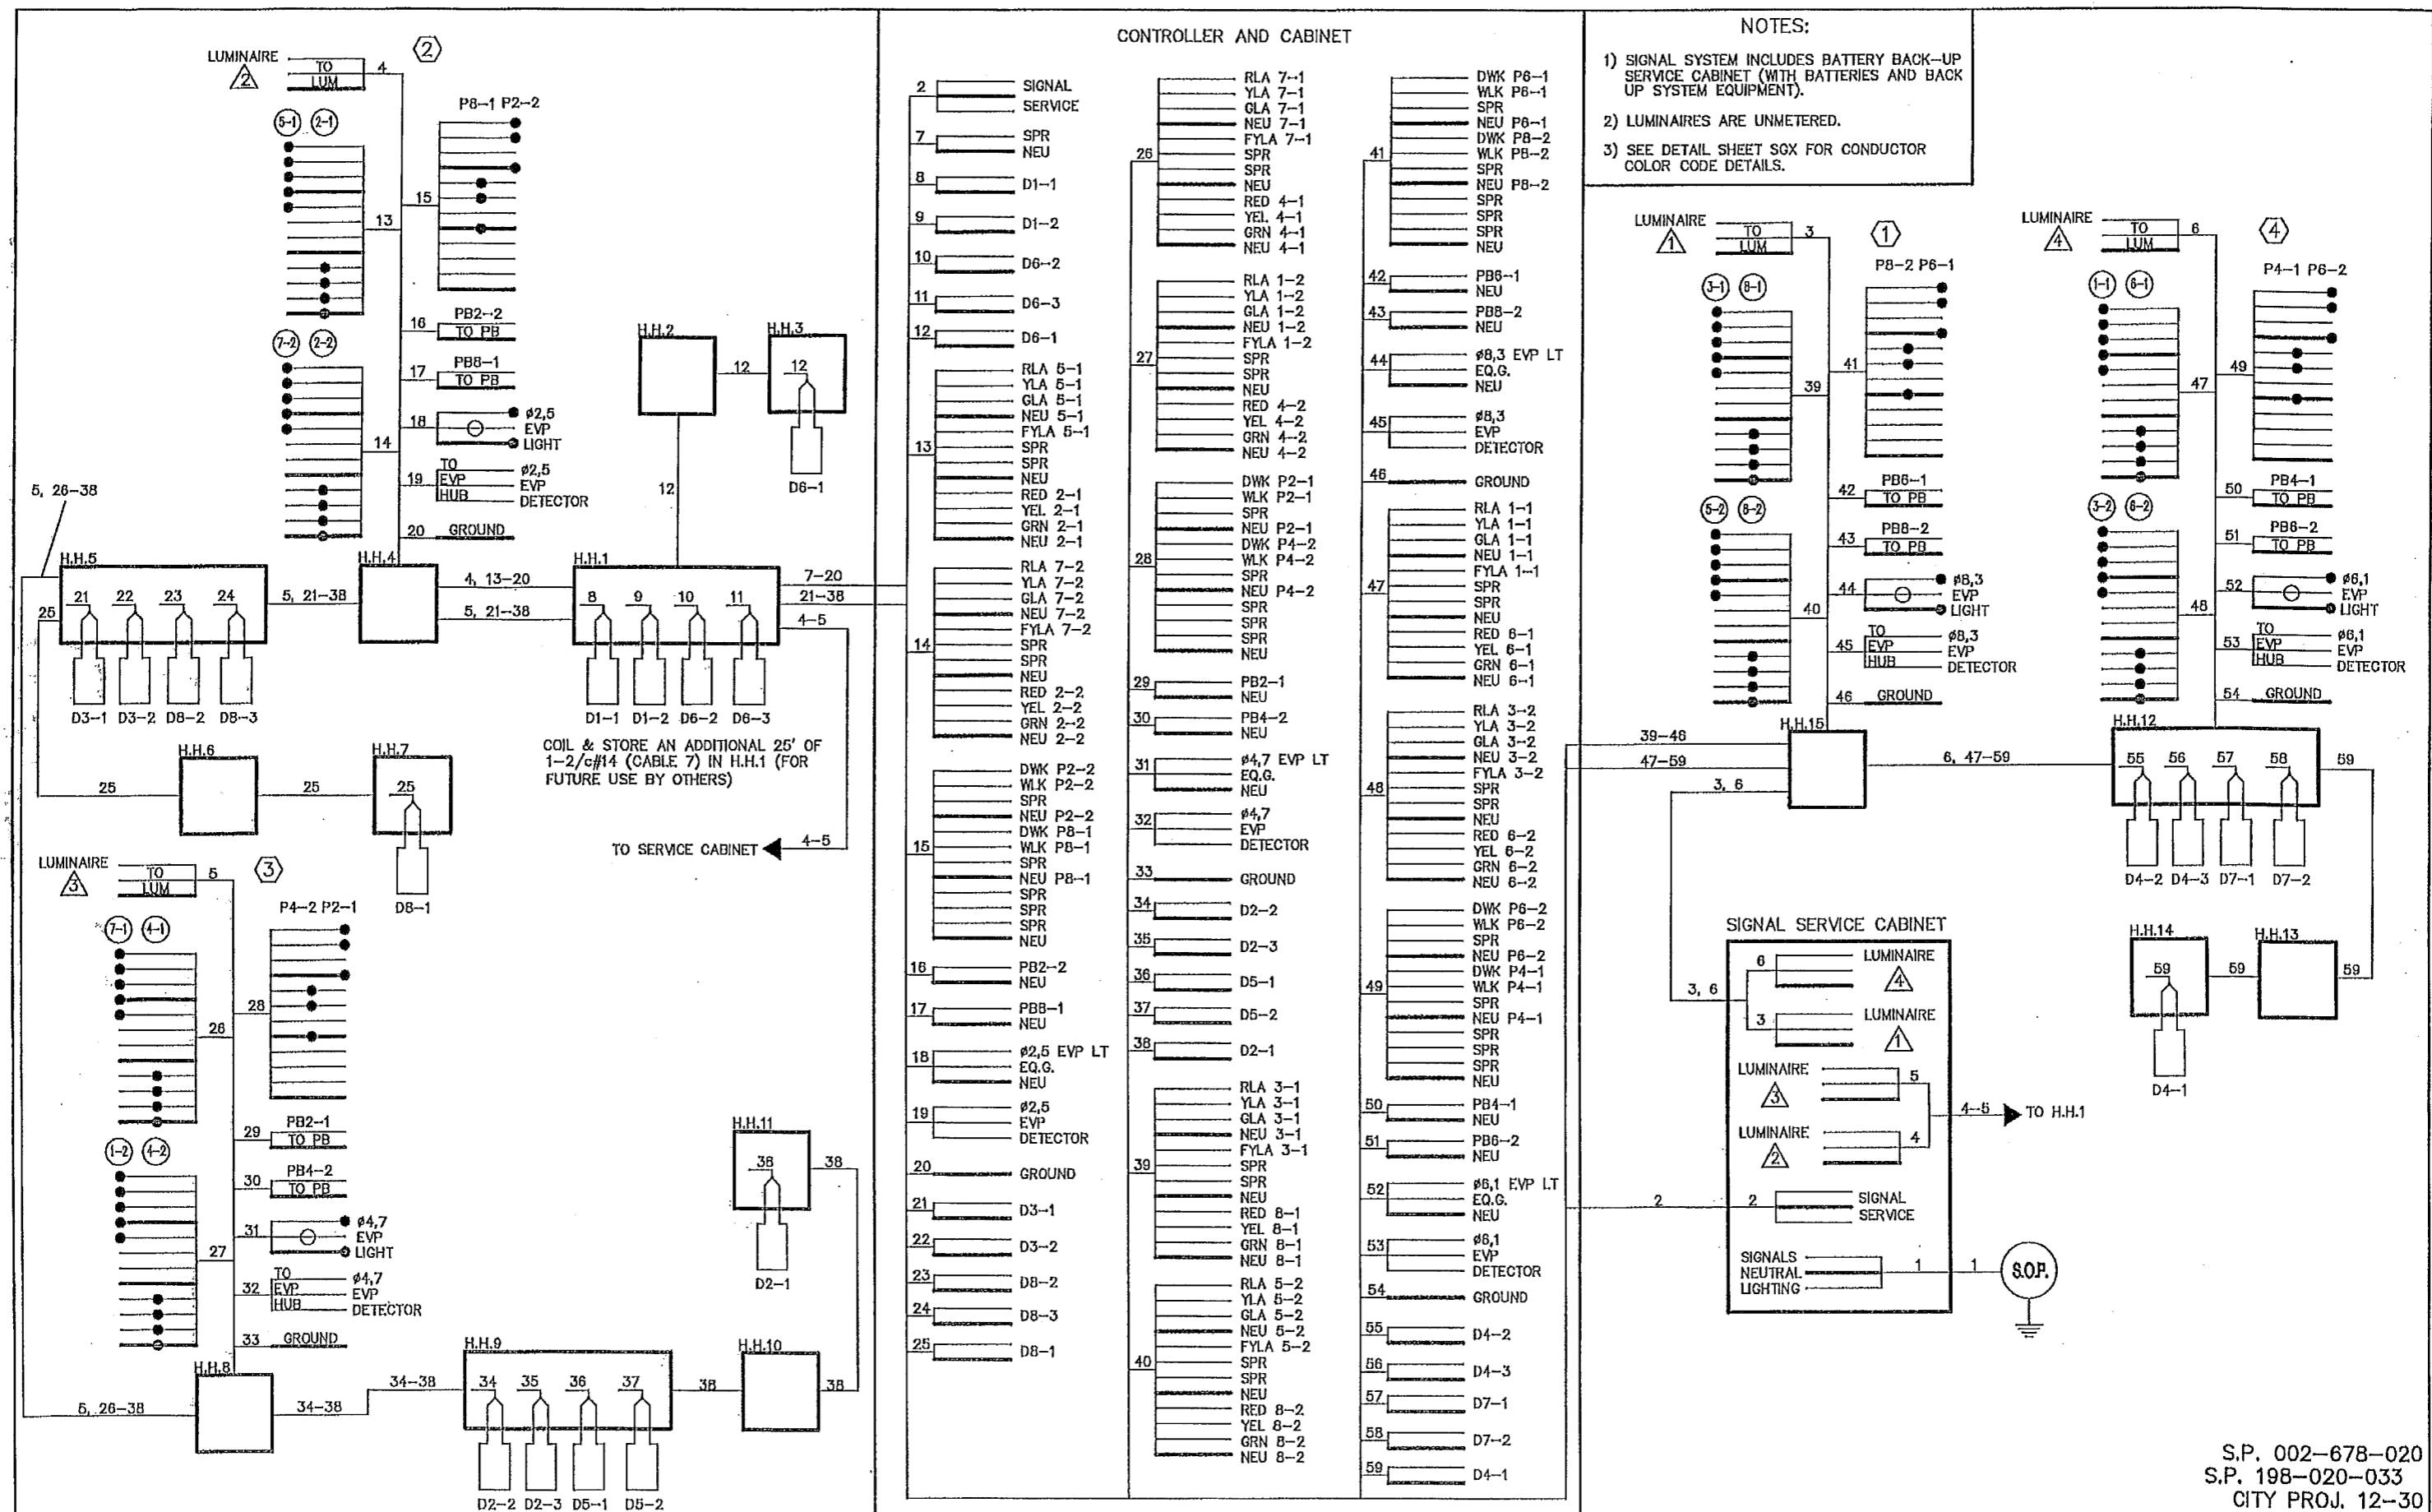 LUMINAIRE
2
TO
LUM
4
2
P8-1 P2-2
5-1 2-1
13
15
PB2-2
16
TO PB
7-2 2-2
PB8-1
17
TO PB
14
18
ø2,5
EVP
LIGHT
19
TO
EVP
HUB
ø2,5
EVP
DETECTOR
20
GROUND
5, 26-38
H.H.2
12
H.H.3
12
D6-1
12
H.H.5
21 22 23 24
25
D3-1 D3-2 D8-2 D8-3
5, 21-38
H.H.4
4, 13-20
5, 21-38
H.H.1
8 9 10 11
D1-1 D1-2 D6-2 D6-3
7-20
21-38
4-5
COIL & STORE AN ADDITIONAL 25' OF
1-2/c#14 (CABLE 7) IN H.H.1 (FOR
FUTURE USE BY OTHERS)
25
H.H.6
25
H.H.7
25
D8-1
TO SERVICE CABINET
4-5
LUMINAIRE
3
TO
LUM
5
3
P4-2 P2-1
7-1 4-1
26
28
PB2-1
29
TO PB
1-2 4-2
PB4-2
30
TO PB
27
31
ø4,7
EVP
LIGHT
32
TO
EVP
HUB
ø4,7
EVP
DETECTOR
33
GROUND
H.H.8
5, 26-38
34-38
34-38
H.H.9
34 35 36 37
D2-2 D2-3 D5-1 D5-2
38
H.H.10
38
H.H.11
38
38
D2-1
CONTROLLER AND CABINET
2
SIGNAL
SERVICE
7
SPR
NEU
8
D1-1
9
D1-2
10
D6-2
11
D6-3
12
D6-1
13
RLA 5-1
YLA 5-1
GLA 5-1
NEU 5-1
FYLA 5-1
SPR
SPR
NEU
RED 2-1
YEL 2-1
GRN 2-1
NEU 2-1
14
RLA 7-2
YLA 7-2
GLA 7-2
NEU 7-2
FYLA 7-2
SPR
SPR
NEU
RED 2-2
YEL 2-2
GRN 2-2
NEU 2-2
15
DWK P2-2
WLK P2-2
SPR
NEU P2-2
DWK P8-1
WLK P8-1
SPR
NEU P8-1
SPR
SPR
SPR
NEU
16
PB2-2
NEU
17
PB8-1
NEU
18
ø2,5 EVP LT
EQ.G.
NEU
19
ø2,5
EVP
DETECTOR
20
GROUND
21
D3-1
22
D3-2
23
D8-2
24
D8-3
25
D8-1
26
RLA 7-1
YLA 7-1
GLA 7-1
NEU 7-1
FYLA 7-1
SPR
SPR
NEU
RED 4-1
YEL 4-1
GRN 4-1
NEU 4-1
27
RLA 1-2
YLA 1-2
GLA 1-2
NEU 1-2
FYLA 1-2
SPR
SPR
NEU
RED 4-2
YEL 4-2
GRN 4-2
NEU 4-2
28
DWK P2-1
WLK P2-1
SPR
NEU P2-1
DWK P4-2
WLK P4-2
SPR
NEU P4-2
SPR
SPR
SPR
NEU
29
PB2-1
NEU
30
PB4-2
NEU
31
ø4,7 EVP LT
EQ.G.
NEU
32
ø4,7
EVP
DETECTOR
33
GROUND
34
D2-2
35
D2-3
36
D5-1
37
D5-2
38
D2-1
39
RLA 3-1
YLA 3-1
GLA 3-1
NEU 3-1
FYLA 3-1
SPR
SPR
NEU
RED 8-1
YEL 8-1
GRN 8-1
NEU 8-1
40
RLA 5-2
YLA 5-2
GLA 5-2
NEU 5-2
FYLA 5-2
SPR
SPR
NEU
RED 8-2
YEL 8-2
GRN 8-2
NEU 8-2
41
DWK P6-1
WLK P6-1
SPR
NEU P6-1
DWK P8-2
WLK P8-2
SPR
NEU P8-2
SPR
SPR
SPR
NEU
42
PB6-1
NEU
43
PB8-2
NEU
44
ø8,3 EVP LT
EQ.G.
NEU
45
ø8,3
EVP
DETECTOR
46
GROUND
47
RLA 1-1
YLA 1-1
GLA 1-1
NEU 1-1
FYLA 1-1
SPR
SPR
NEU
RED 6-1
YEL 6-1
GRN 6-1
NEU 6-1
48
RLA 3-2
YLA 3-2
GLA 3-2
NEU 3-2
FYLA 3-2
SPR
SPR
NEU
RED 6-2
YEL 6-2
GRN 6-2
NEU 6-2
49
DWK P6-2
WLK P6-2
SPR
NEU P6-2
DWK P4-1
WLK P4-1
SPR
NEU P4-1
SPR
SPR
SPR
NEU
50
PB4-1
NEU
51
PB6-2
NEU
52
ø6,1 EVP LT
EQ.G.
NEU
53
ø6,1
EVP
DETECTOR
54
GROUND
55
D4-2
56
D4-3
57
D7-1
58
D7-2
59
D4-1
NOTES:
1) SIGNAL SYSTEM INCLUDES BATTERY BACK-UP
SERVICE CABINET (WITH BATTERIES AND BACK
UP SYSTEM EQUIPMENT).
2) LUMINAIRES ARE UNMETERED.
3) SEE DETAIL SHEET SGX FOR CONDUCTOR
COLOR CODE DETAILS.
LUMINAIRE
1
TO
LUM
3
1
P8-2 P6-1
3-1 8-1
39
41
PB6-1
42
TO PB
5-2 8-2
PB8-2
43
TO PB
40
44
ø8,3
EVP
LIGHT
45
TO
EVP
HUB
ø8,3
EVP
DETECTOR
46
GROUND
H.H.15
39-46
47-59
3, 6
6, 47-59
LUMINAIRE
4
TO
LUM
6
4
P4-1 P6-2
1-1 6-1
47
49
PB4-1
50
TO PB
3-2 6-2
PB6-2
51
TO PB
48
52
ø6,1
EVP
LIGHT
53
TO
EVP
HUB
ø6,1
EVP
DETECTOR
54
GROUND
H.H.12
55 56 57 58
59
D4-2 D4-3 D7-1 D7-2
H.H.14
59
59
H.H.13
59
D4-1
SIGNAL SERVICE CABINET
3, 6
6
LUMINAIRE
4
3
LUMINAIRE
1
LUMINAIRE
3
5
4-5
TO H.H.1
LUMINAIRE
2
4
2
2
SIGNAL
SERVICE
SIGNALS
NEUTRAL
LIGHTING
1
1
S.O.P.
S.P. 002-678-020
S.P. 198-020-033
CITY PROJ. 12-30